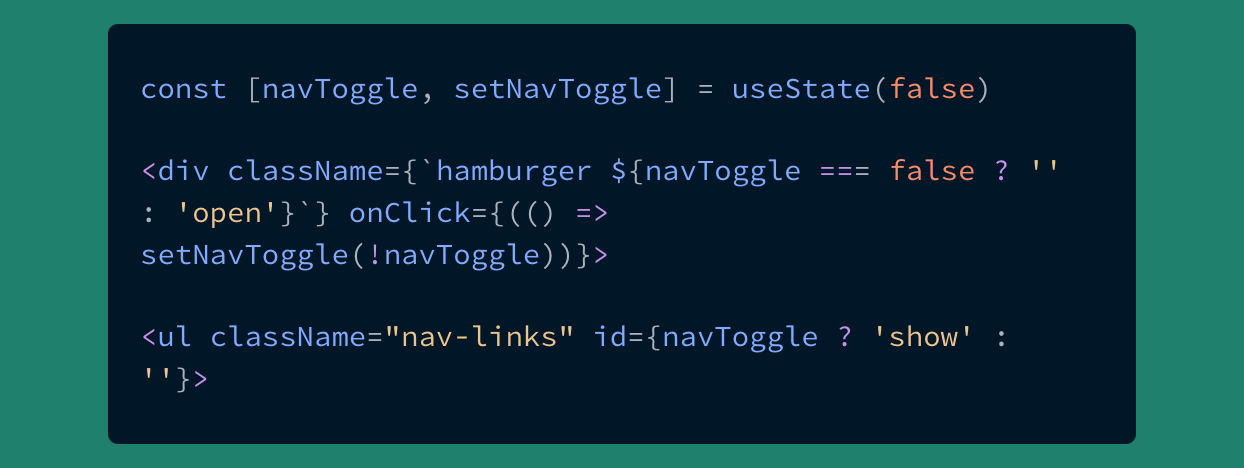 const [navToggle, setNavToggle] = useState(false)
<div className={`hamburger ${navToggle === false ? ''
: 'open'}`} onClick={(() =>
setNavToggle(!navToggle))}>
<ul className="nav-links" id={navToggle ? 'show' :
''}>